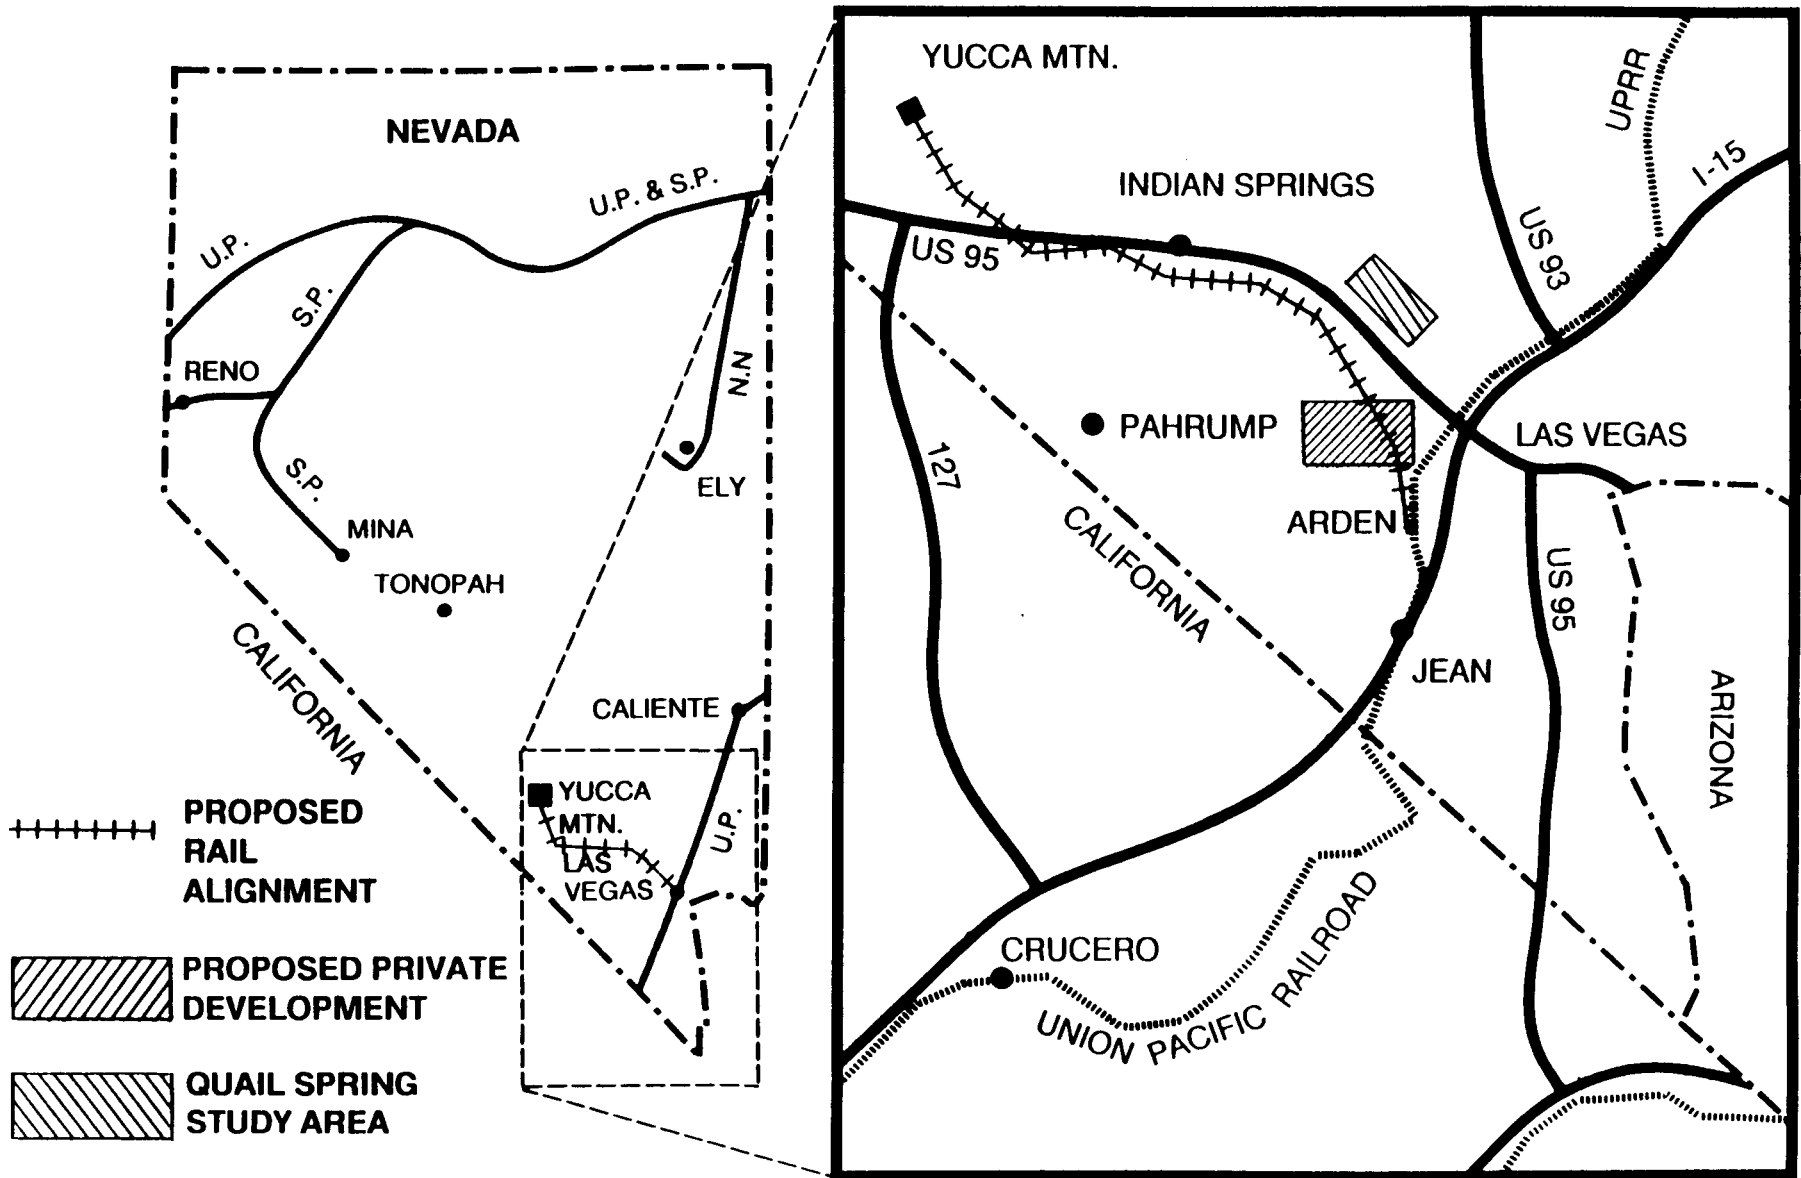 NEVADA
U.P. & S.P.
U.P.
S.P.
RENO
N.N
ELY
S.P.
MINA
TONOPAH
CALIFORNIA
CALIENTE
YUCCA
MTN.
U.P.
LAS
VEGAS
PROPOSED
RAIL
ALIGNMENT
PROPOSED PRIVATE
DEVELOPMENT
QUAIL SPRING
STUDY AREA
YUCCA MTN.
UPRR
I-15
INDIAN SPRINGS
US 95
US 93
PAHRUMP
LAS VEGAS
127
ARDEN
CALIFORNIA
US 95
JEAN
ARIZONA
CRUCERO
UNION PACIFIC RAILROAD